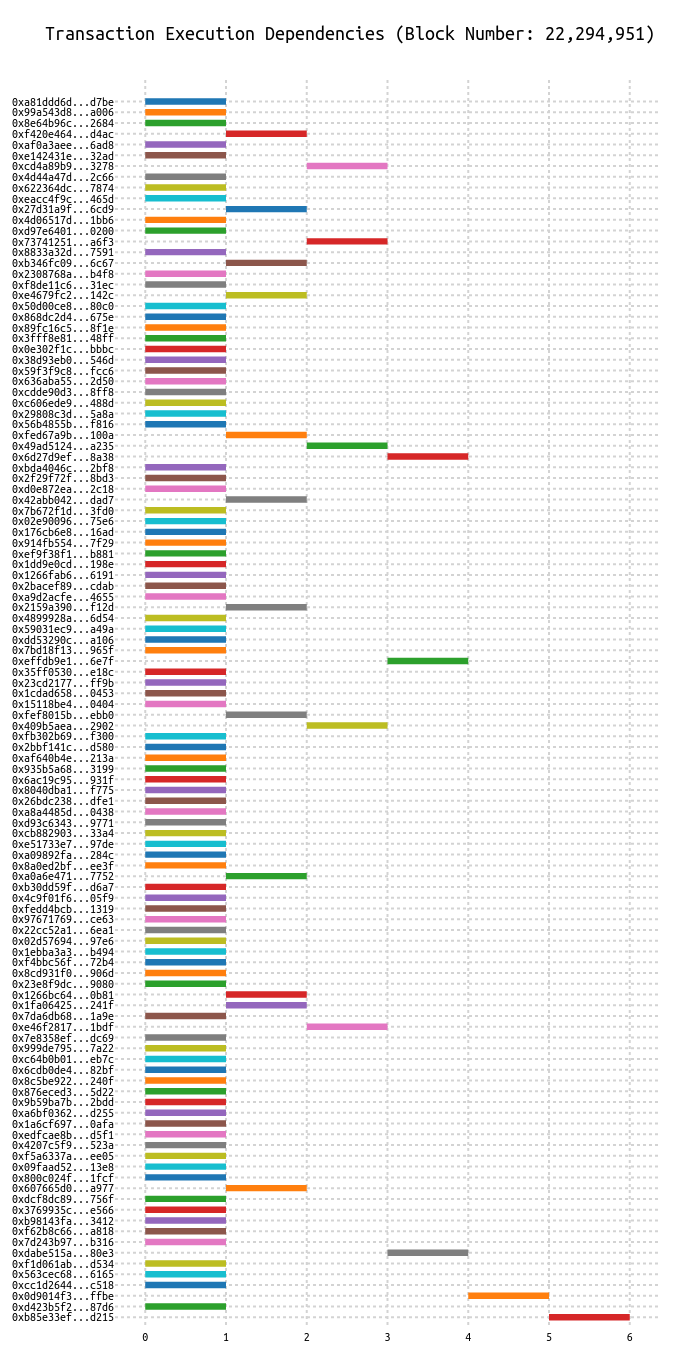 Transaction Execution Dependencies (Block Number: 22,294,951)
0xa81ddd6d...d7be
0x99a543d8...a006
0x8e64b96c...2684
0xf420e464...d4ac
0xaf0a3aee...6ad8
0xe142431e...32ad
0xcd4a89b9...3278
0x4d44a47d...2c66
0x622364dc...7874
0xeacc4f9c...465d
0x27d31a9f...6cd9
0x4d06517d...1bb6
0xd97e6401...0200
0x73741251...a6f3
0x8833a32d...7591
0xb346fc09...6c67
0x2308768a...b4f8
0xf8de11c6...31ec
0xe4679fc2...142c
0x50d00ce8...80c0
0x868dc2d4...675e
0x89fc16c5...8f1e
0x3fff8e81...48ff
0x0e302f1c...bbbc
0x38d93eb0...546d
0x59f3f9c8...fcc6
0x636aba55...2d50
0xcdde90d3...8ff8
0xc606ede9...488d
0x29808c3d...5a8a
0x56b4855b...f816
0xfed67a9b...100a
0x49ad5124...a235
0x6d27d9ef...8a38
0xbda4046c...2bf8
0x2f29f72f...8bd3
0xd0e872ea...2c18
0x42abb042...dad7
0x7b672f1d...3fd0
0x02e90096...75e6
0x176cb6e8...16ad
0x914fb554...7f29
0xef9f38f1...b881
0x1dd9e0cd...198e
0x1266fab6...6191
0x2bacef89...cdab
0xa9d2acfe...4655
0x2159a390...f12d
0x4899928a...6d54
0x59031ec9...a49a
0xdd53290c...a106
0x7bd18f13...965f
0xeffdb9e1...6e7f
0x35ff0530...e18c
0x23cd2177...ff9b
0x1cdad658...0453
0x15118be4...0404
0xfef8015b...ebb0
0x409b5aea...2902
0xfb302b69...f300
0x2bbf141c...d580
0xaf640b4e...213a
0x935b5a68...3199
0x6ac19c95...931f
0x8040dba1...f775
0x26bdc238...dfe1
0xa8a4485d...0438
0xd93c6343...9771
0xcb882903...33a4
0xe51733e7...97de
0xa09892fa...284c
0x8a0ed2bf...ee3f
0xa0a6e471...7752
0xb30dd59f...d6a7
0x4c9f01f6...05f9
0xfedd4bcb...1319
0x97671769...ce63
0x22cc52a1...6ea1
0x02d57694...97e6
0x1ebba3a3...b494
0xf4bbc56f...72b4
0x8cd931f0...906d
0x23e8f9dc...9080
0x1266bc64...0b81
0x1fa06425...241f
0x7da6db68...1a9e
0xe46f2817...1bdf
0x7e8358ef...dc69
0x999de795...7a22
0xc64b0b01...eb7c
0x6cdb0de4...82bf
0x8c5be922...240f
0x876eced3...5d22
0x9b59ba7b...2bdd
0xa6bf0362...d255
0x1a6cf697...0afa
0xedfcae8b...d5f1
0x4207c5f9...523a
0xf5a6337a...ee05
0x09faad52...13e8
0x800c024f...1fcf
0x607665d0...a977
0xdcf8dc89...756f
0x3769935c...e566
0xb98143fa...3412
0xf62b8c66...a818
0x7d243b97...b316
0xdabe515a...80e3
0xf1d061ab...d534
0x563cec68...6165
0xcc1d2644...c518
0x0d9014f3...ffbe
0xd423b5f2...87d6
0xb85e33ef...d215
0 1 2 3 4 5 6